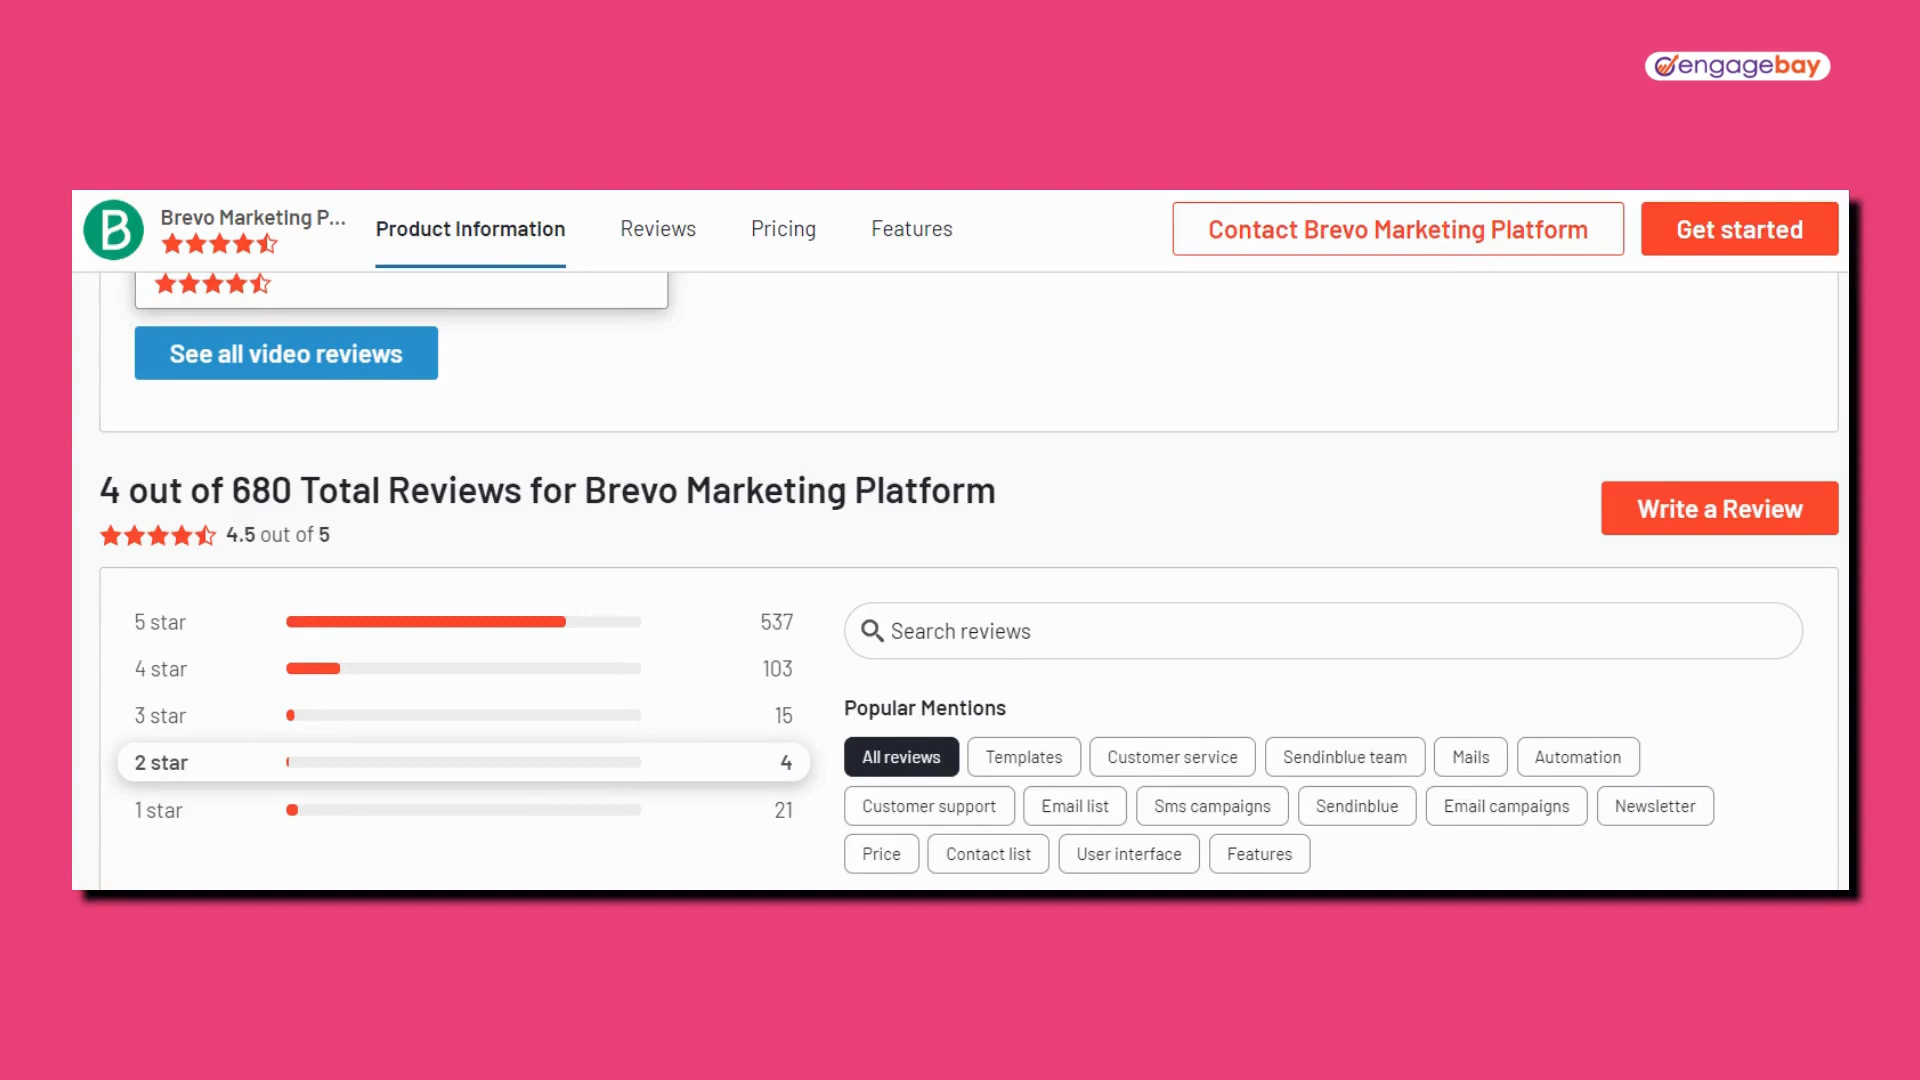 engagebay
B
Brevo Marketing P...
Product Information
Reviews
Pricing
Features
Contact Brevo Marketing Platform
Get started
See all video reviews
4 out of 680 Total Reviews for Brevo Marketing Platform
4.5 out of 5
Write a Review
5 star 537
4 star 103
3 star 15
2 star 4
1 star 21
Search reviews
Popular Mentions
All reviews Templates Customer service Sendinblue team Mails Automation
Customer support Email list Sms campaigns Sendinblue Email campaigns Newsletter
Price Contact list User interface Features